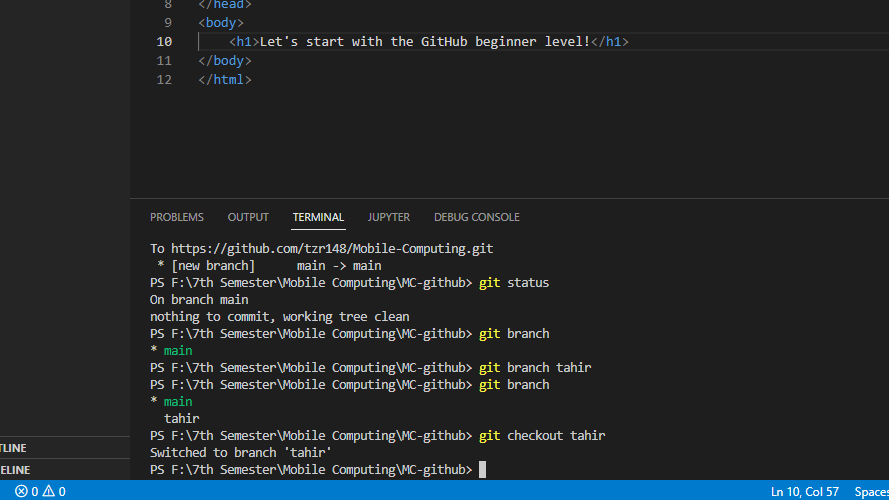 8 </head>
9 <body>
10 <h1>Let's start with the GitHub beginner level!</h1>
11 </body>
12 </html>
PROBLEMS OUTPUT TERMINAL JUPYTER DEBUG CONSOLE
To https://github.com/tzr148/Mobile-Computing.git
* [new branch] main -> main
PS F:\7th Semester\Mobile Computing\MC-github> git status
On branch main
nothing to commit, working tree clean
PS F:\7th Semester\Mobile Computing\MC-github> git branch
* main
PS F:\7th Semester\Mobile Computing\MC-github> git branch tahir
PS F:\7th Semester\Mobile Computing\MC-github> git branch
* main
tahir
PS F:\7th Semester\Mobile Computing\MC-github> git checkout tahir
Switched to branch 'tahir'
PS F:\7th Semester\Mobile Computing\MC-github>
TLINE
ELINE
0 0 Ln 10, Col 57 Spaces